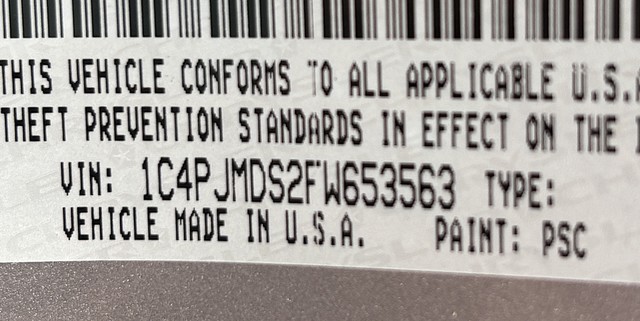 THIS VEHICLE CONFORMS TO ALL APPLICABLE U.S.A
THEFT PREVENTION STANDARDS IN EFFECT ON THE
VIN: 1C4PJMDS2FW653563 TYPE:
VEHICLE MADE IN U.S.A. PAINT: PSC